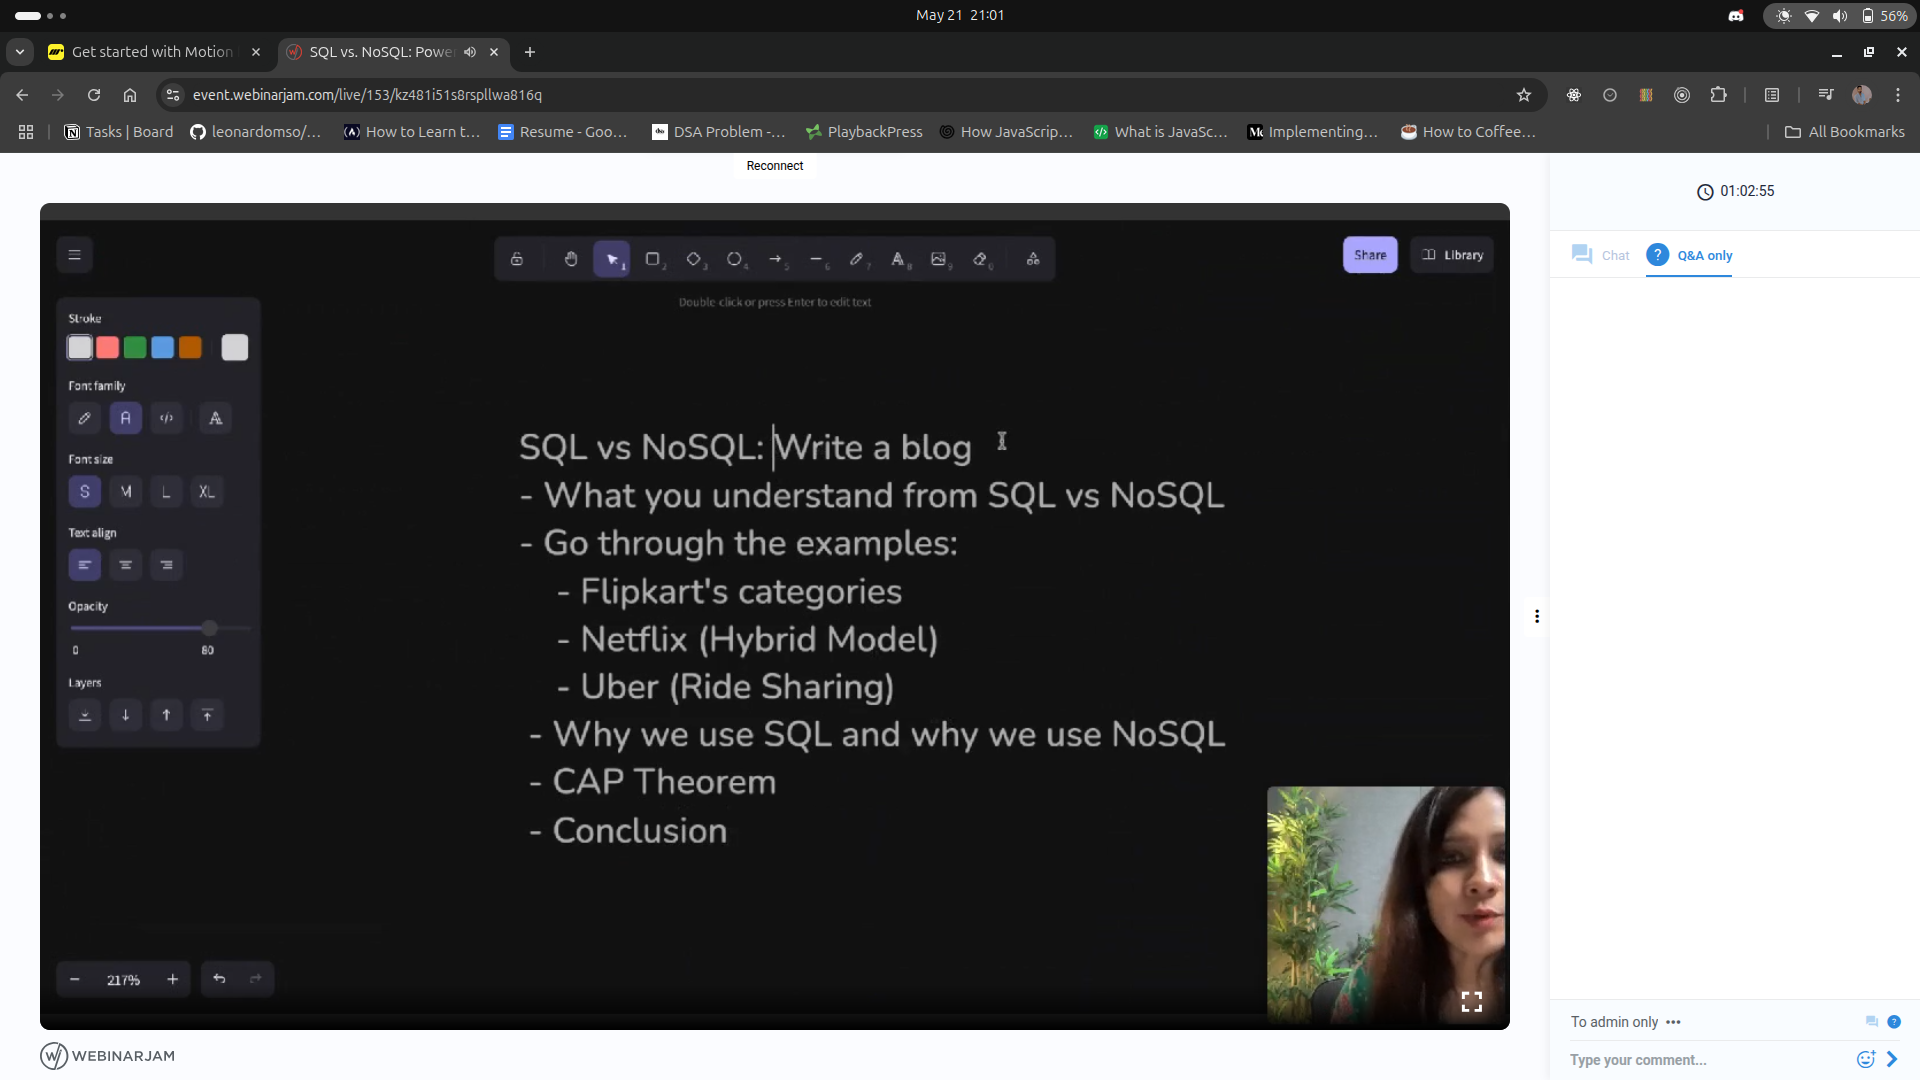 May 21 21:01
56%
Get started with Motion
SQL vs. NoSQL: Powe
event.webinarjam.com/live/153/kz481i51s8rspllwa816q
Tasks | Board
leonardomso/...
How to Learn t...
Resume - Goo...
DSA Problem -...
PlaybackPress
How JavaScrip...
What is JavaSc...
Implementing...
How to Coffee...
All Bookmarks
Reconnect
01:02:55
Chat
Q&A only
Share
Library
Double-click or press Enter to edit text
Stroke
Font family
Font size
S M L XL
Text align
Opacity
0 80
Layers
SQL vs NoSQL: Write a blog
- What you understand from SQL vs NoSQL
- Go through the examples:
- Flipkart's categories
- Netflix (Hybrid Model)
- Uber (Ride Sharing)
- Why we use SQL and why we use NoSQL
- CAP Theorem
- Conclusion
217%
To admin only
Type your comment...
WEBINARJAM